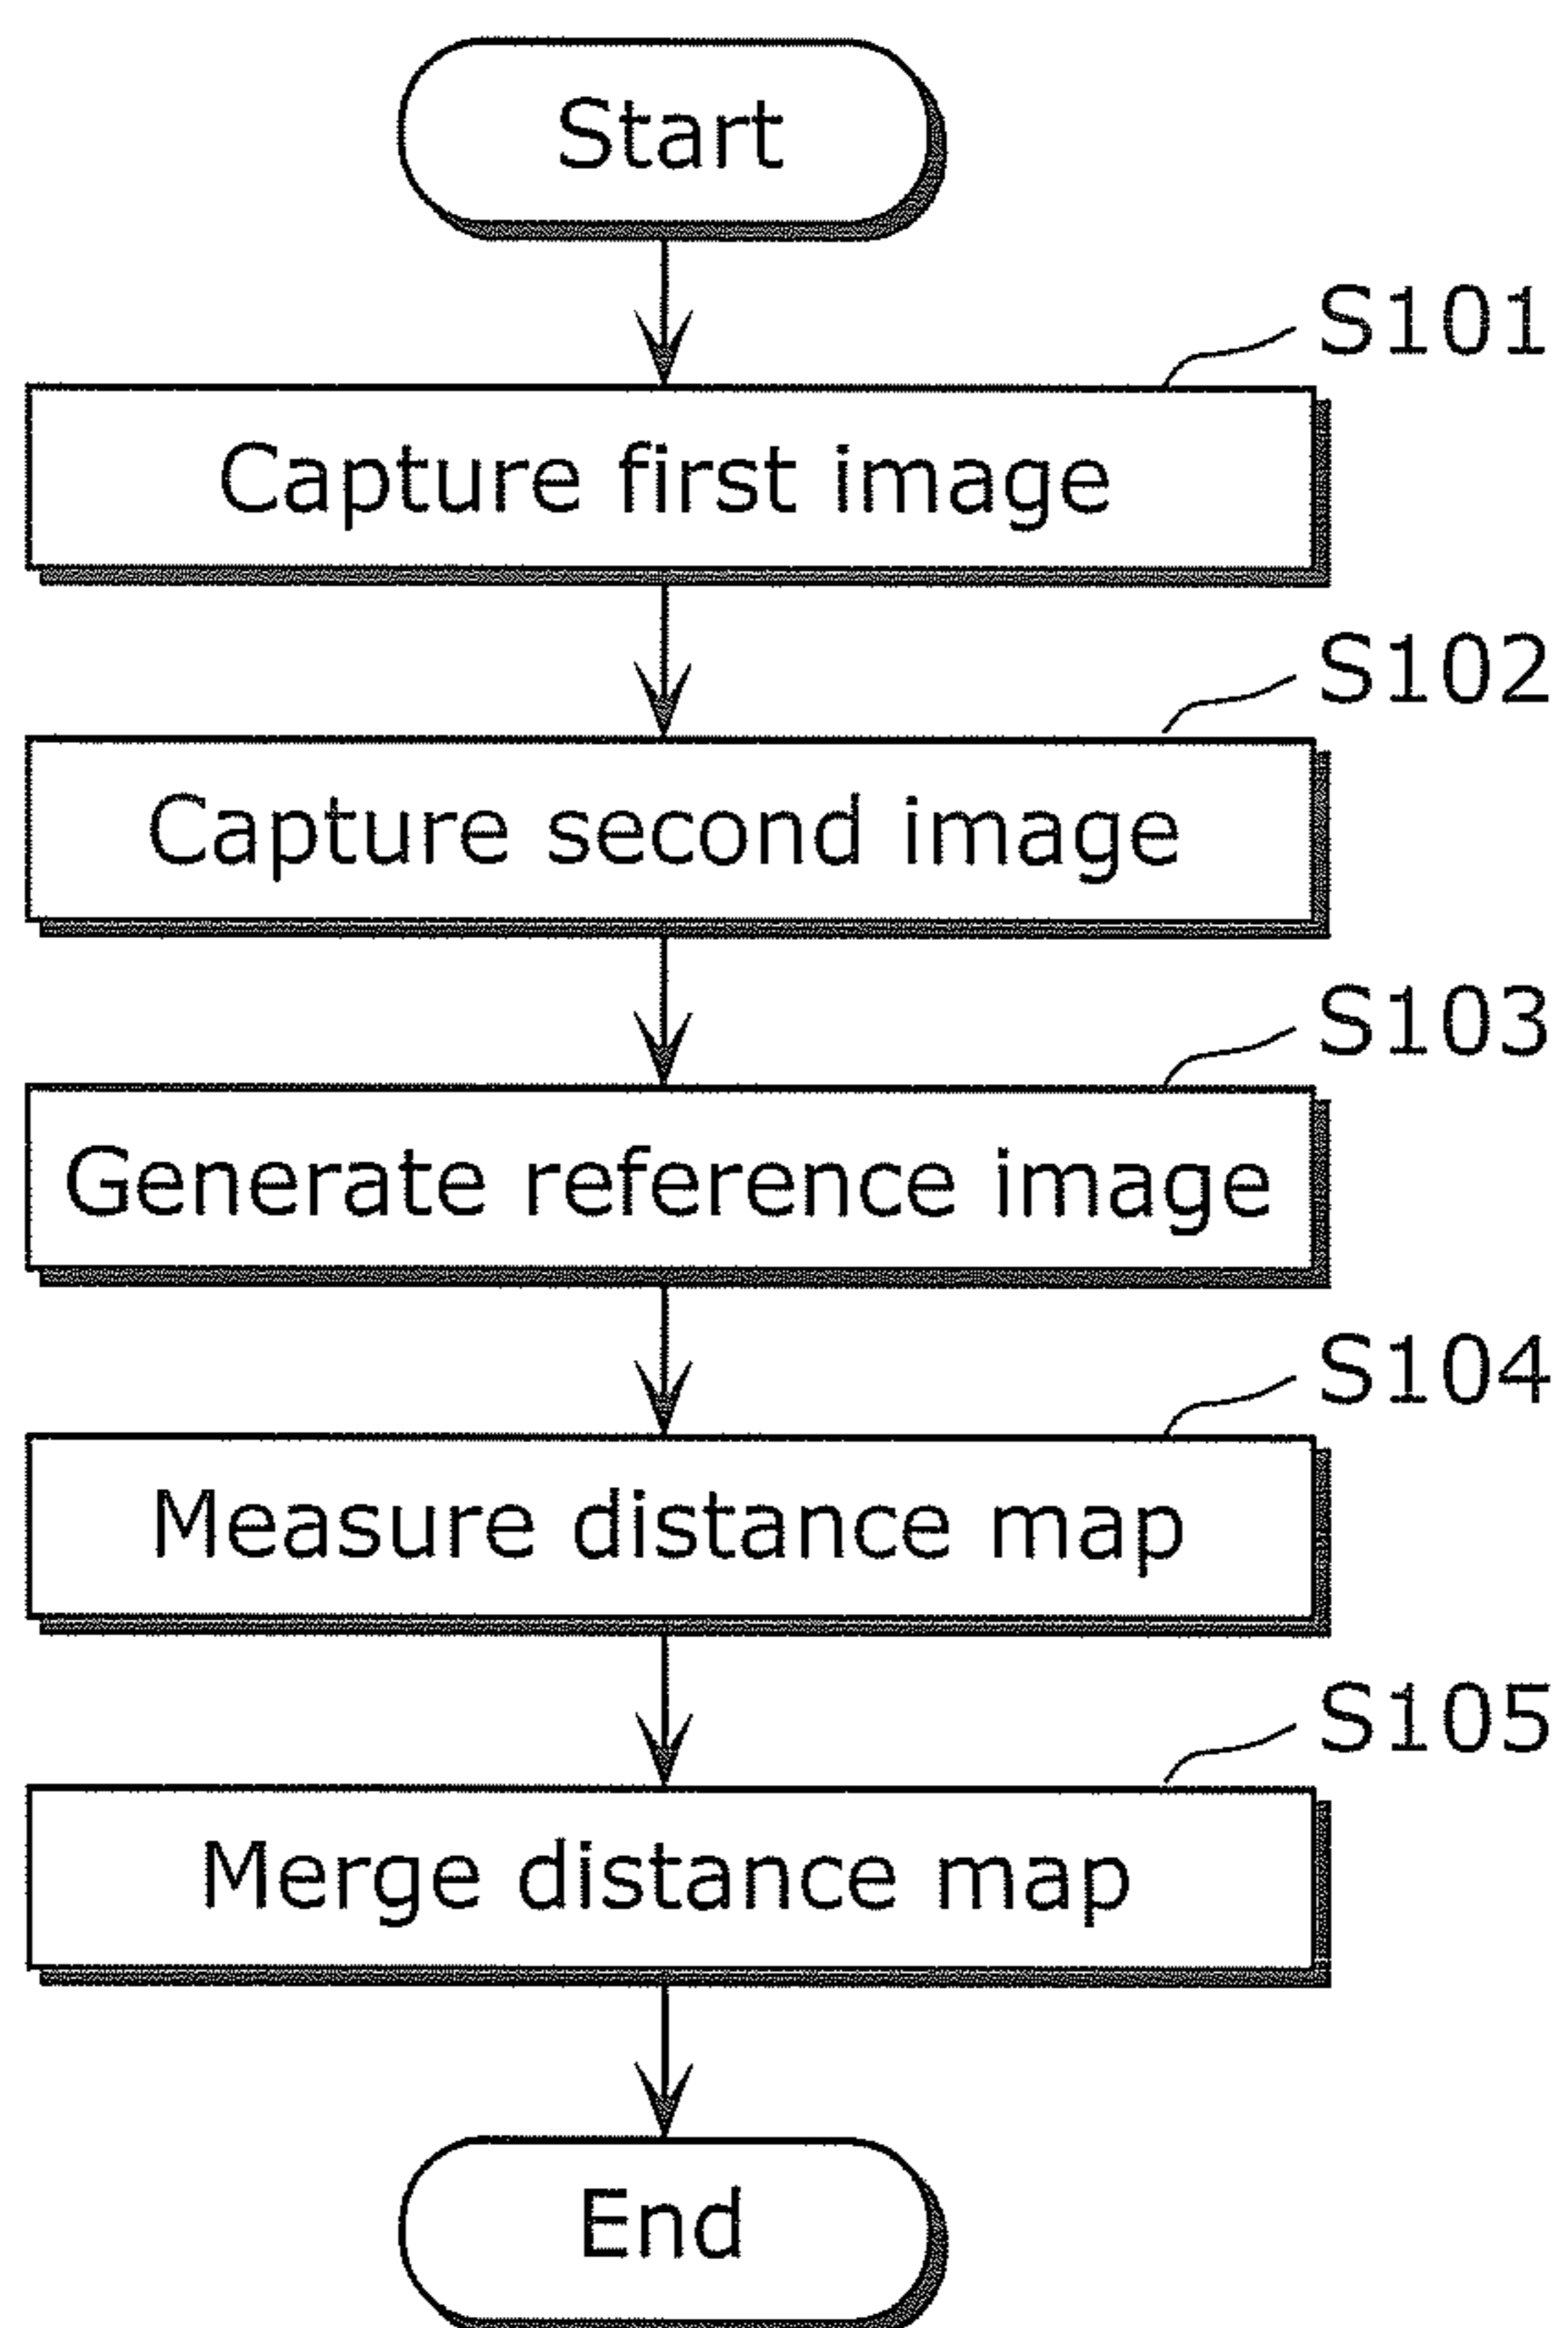 Start
S101
Capture first image
S102
Capture second image
S103
Generate reference image
S104
Measure distance map
S105
Merge distance map
End